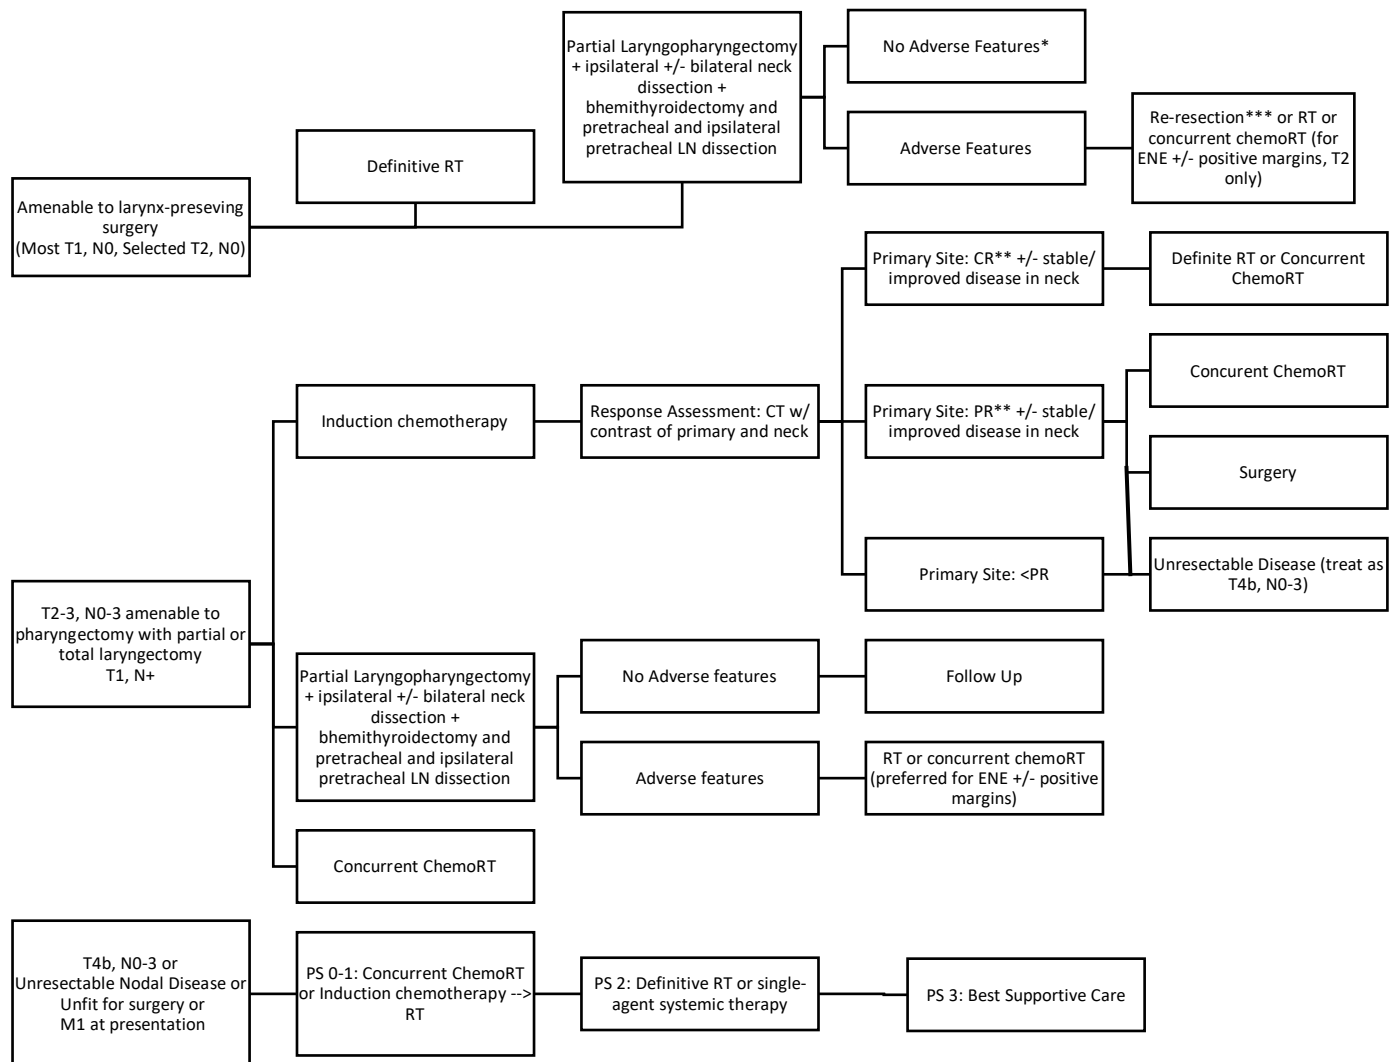 Partial Laryngopharyngectomy
+ ipsilateral +/- bilateral neck
dissection +
bhemithyroidectomy and
pretracheal and ipsilateral
pretracheal LN dissection
No Adverse Features*
Adverse Features
Re-resection*** or RT or
concurrent chemoRT (for
ENE +/- positive margins, T2
only)
Definitive RT
Amenable to larynx-preseving
surgery
(Most T1, N0, Selected T2, N0)
Primary Site: CR** +/- stable/
improved disease in neck
Definite RT or Concurrent
ChemoRT
Induction chemotherapy
Response Assessment: CT w/
contrast of primary and neck
Primary Site: PR** +/- stable/
improved disease in neck
Concurent ChemoRT
Surgery
Primary Site: <PR
Unresectable Disease (treat as
T4b, N0-3)
T2-3, N0-3 amenable to
pharyngectomy with partial or
total laryngectomy
T1, N+
Partial Laryngopharyngectomy
+ ipsilateral +/- bilateral neck
dissection +
bhemithyroidectomy and
pretracheal and ipsilateral
pretracheal LN dissection
No Adverse features
Follow Up
Adverse features
RT or concurrent chemoRT
(preferred for ENE +/- positive
margins)
Concurrent ChemoRT
T4b, N0-3 or
Unresectable Nodal Disease or
Unfit for surgery or
M1 at presentation
PS 0-1: Concurrent ChemoRT
or Induction chemotherapy -->
RT
PS 2: Definitive RT or single-
agent systemic therapy
PS 3: Best Supportive Care